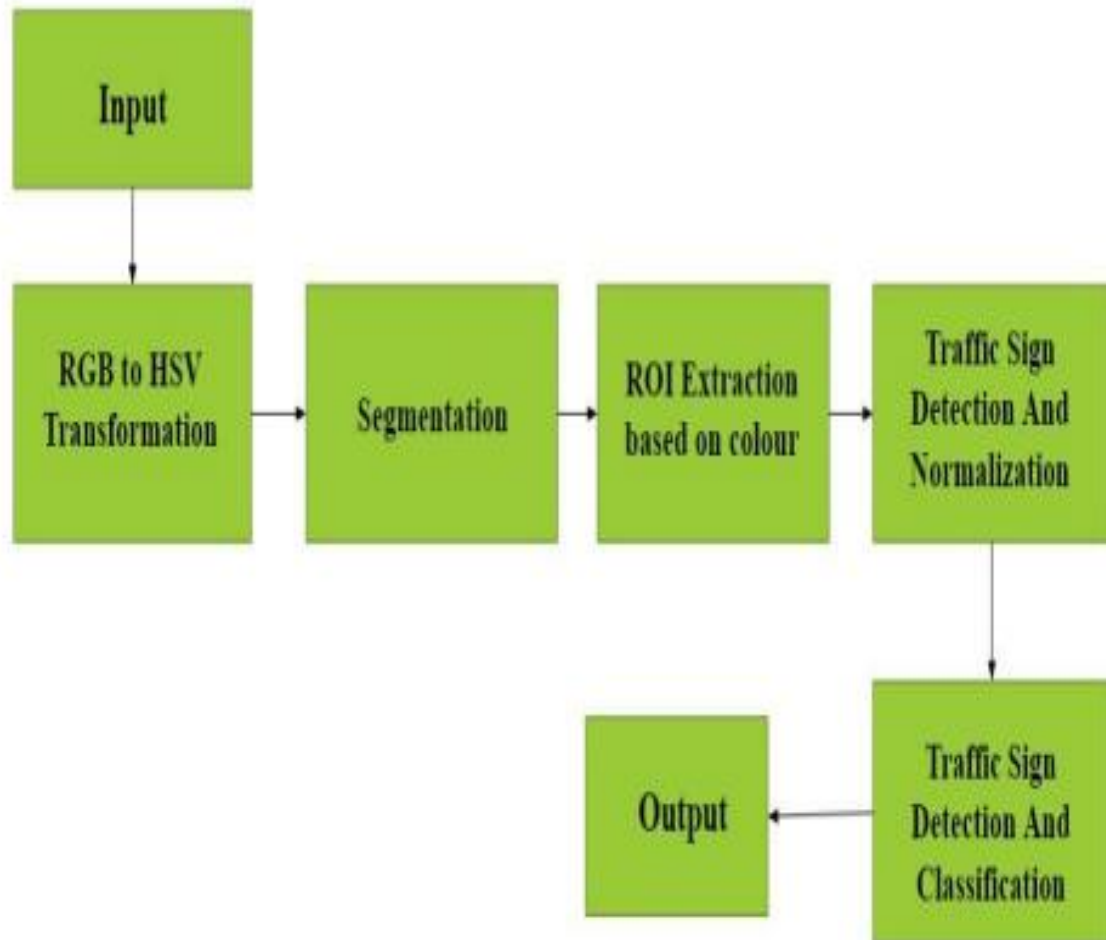 Input
RGB to HSV
Transformation
Segmentation
ROI Extraction
based on colour
Traffic Sign
Detection And
Normalization
Traffic Sign
Detection And
Classification
Output